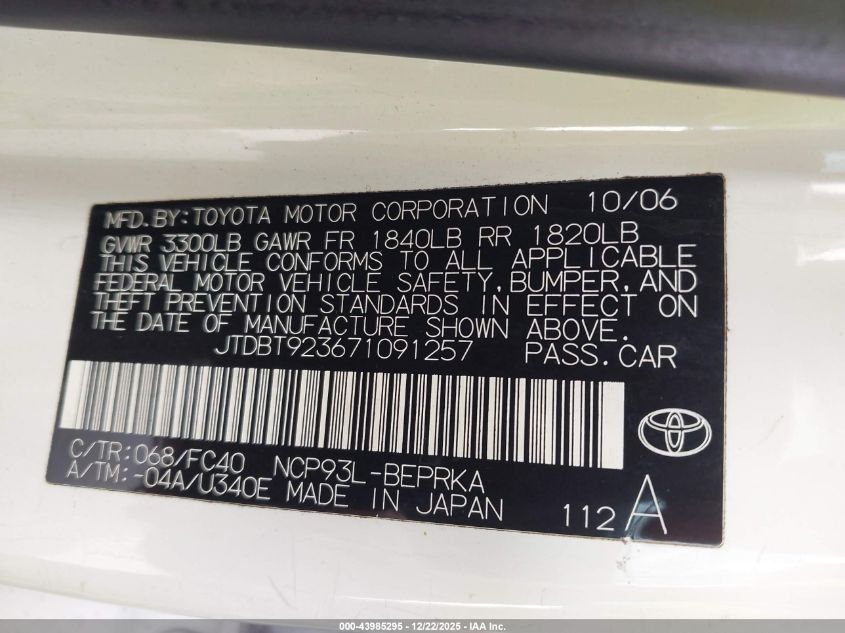 MFD.BY:TOYOTA MOTOR CORPORATION 10/06
GVWR 3300LB GAWR FR 1840LB RR 1820LB
THIS VEHICLE CONFORMS TO ALL APPLICABLE
FEDERAL MOTOR VEHICLE SAFETY,BUMPER,AND
THEFT PREVENTION STANDARDS IN EFFECT ON
THE DATE OF MANUFACTURE SHOWN ABOVE.
JTDBT923671091257 PASS.CAR
C/TR:068/FC40 NCP93L-BEPRKA
A/TM:-04A/U340E MADE IN JAPAN 112A
000-43985295 - 12/22/2025 - IAA Inc.